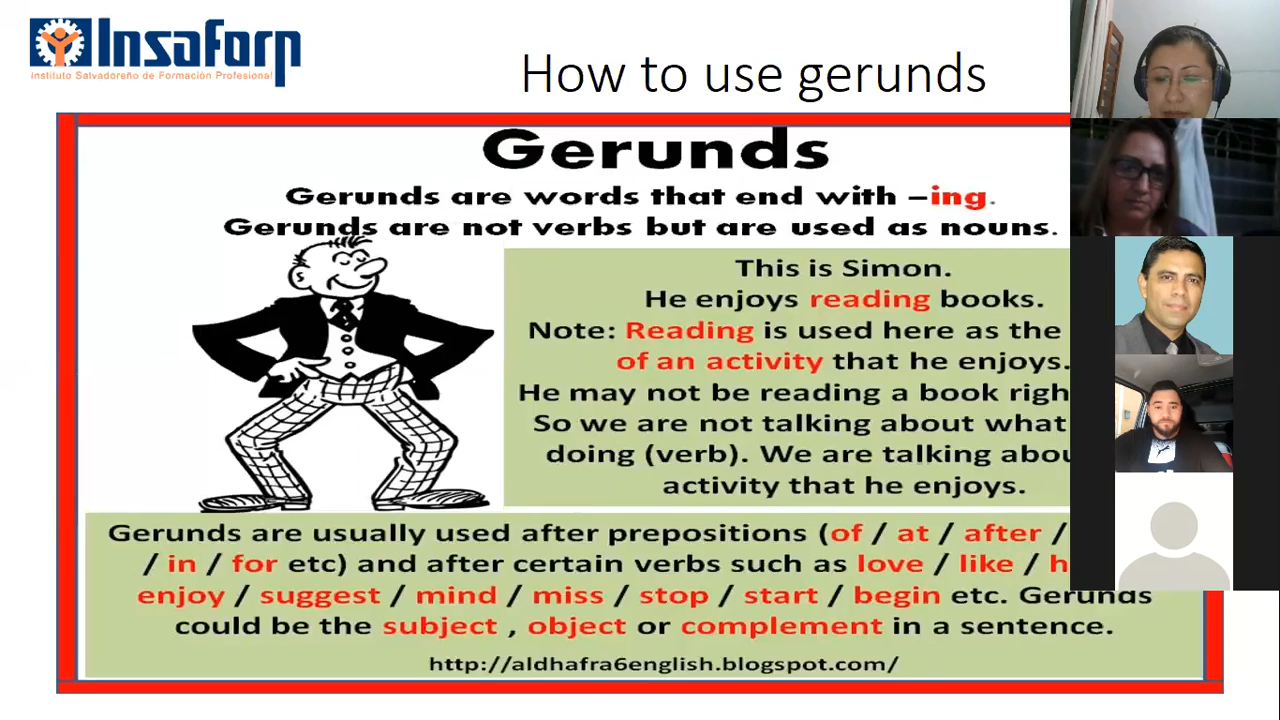 Insaforp
Instituto Salvadoreño de Formación Profesional
How to use gerunds
Gerunds
Gerunds are words that end with –ing.
Gerunds are not verbs but are used as nouns.
This is Simon.
He enjoys reading books.
Note: Reading is used here as the
of an activity that he enjoys.
He may not be reading a book
So we are not talking about what
doing (verb). We are talking
activity that he enjoys.
Gerunds are usually used after prepositions (of / at / after /
/ in / for etc) and after certain verbs such as love / like /
enjoy / suggest / mind / miss / stop / start / begin etc. Gerunds
could be the subject , object or complement in a sentence.
http://aldhafra6english.blogspot.com/